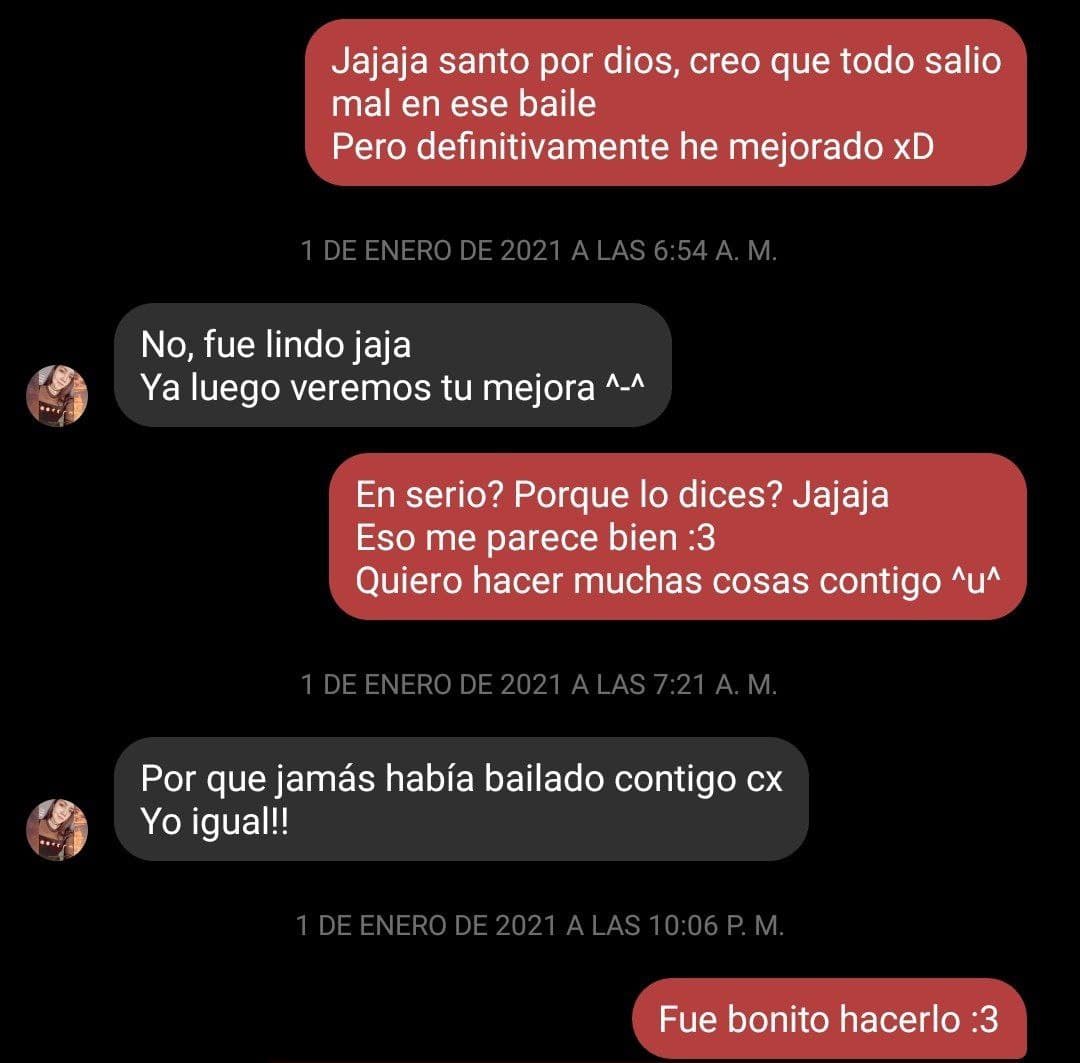 Jajaja santo por dios, creo que todo salio
mal en ese baile
Pero definitivamente he mejorado xD
1 DE ENERO DE 2021 A LAS 6:54 A. M.
No, fue lindo jaja
Ya luego veremos tu mejora ^-^
En serio? Porque lo dices? Jajaja
Eso me parece bien :3
Quiero hacer muchas cosas contigo ^u^
1 DE ENERO DE 2021 A LAS 7:21 A. M.
Por que jamás había bailado contigo cx
Yo igual!!
1 DE ENERO DE 2021 A LAS 10:06 P. M.
Fue bonito hacerlo :3